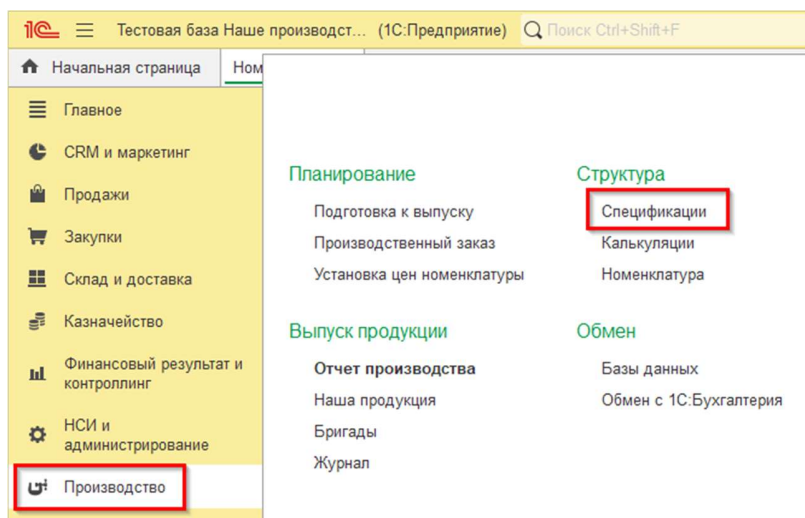 1С Тестовая база Наше производст... (1С:Предприятие) Поиск Ctrl+Shift+F
Начальная страница Ном
Главное
CRM и маркетинг
Продажи
Закупки
Склад и доставка
Казначейство
Финансовый результат и
контроллинг
НСИ и
администрирование
Производство
Планирование
Подготовка к выпуску
Производственный заказ
Установка цен номенклатуры
Выпуск продукции
Отчет производства
Наша продукция
Бригады
Журнал
Структура
Спецификации
Калькуляции
Номенклатура
Обмен
Базы данных
Обмен с 1С:Бухгалтерия